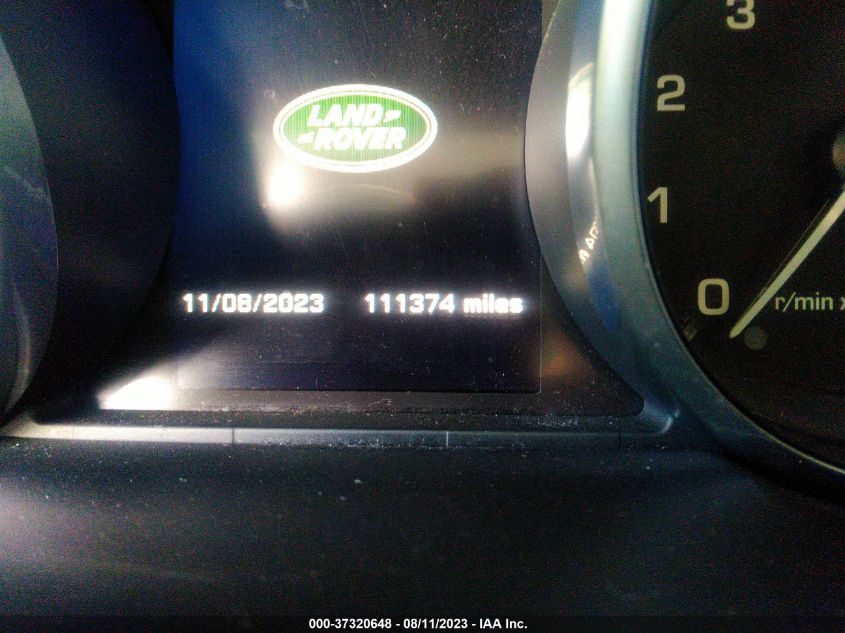 3
2
LAND
ROVER
1
0
r/min x
11/08/2023 111374 miles
000-37320648 - 08/11/2023 - IAA Inc.